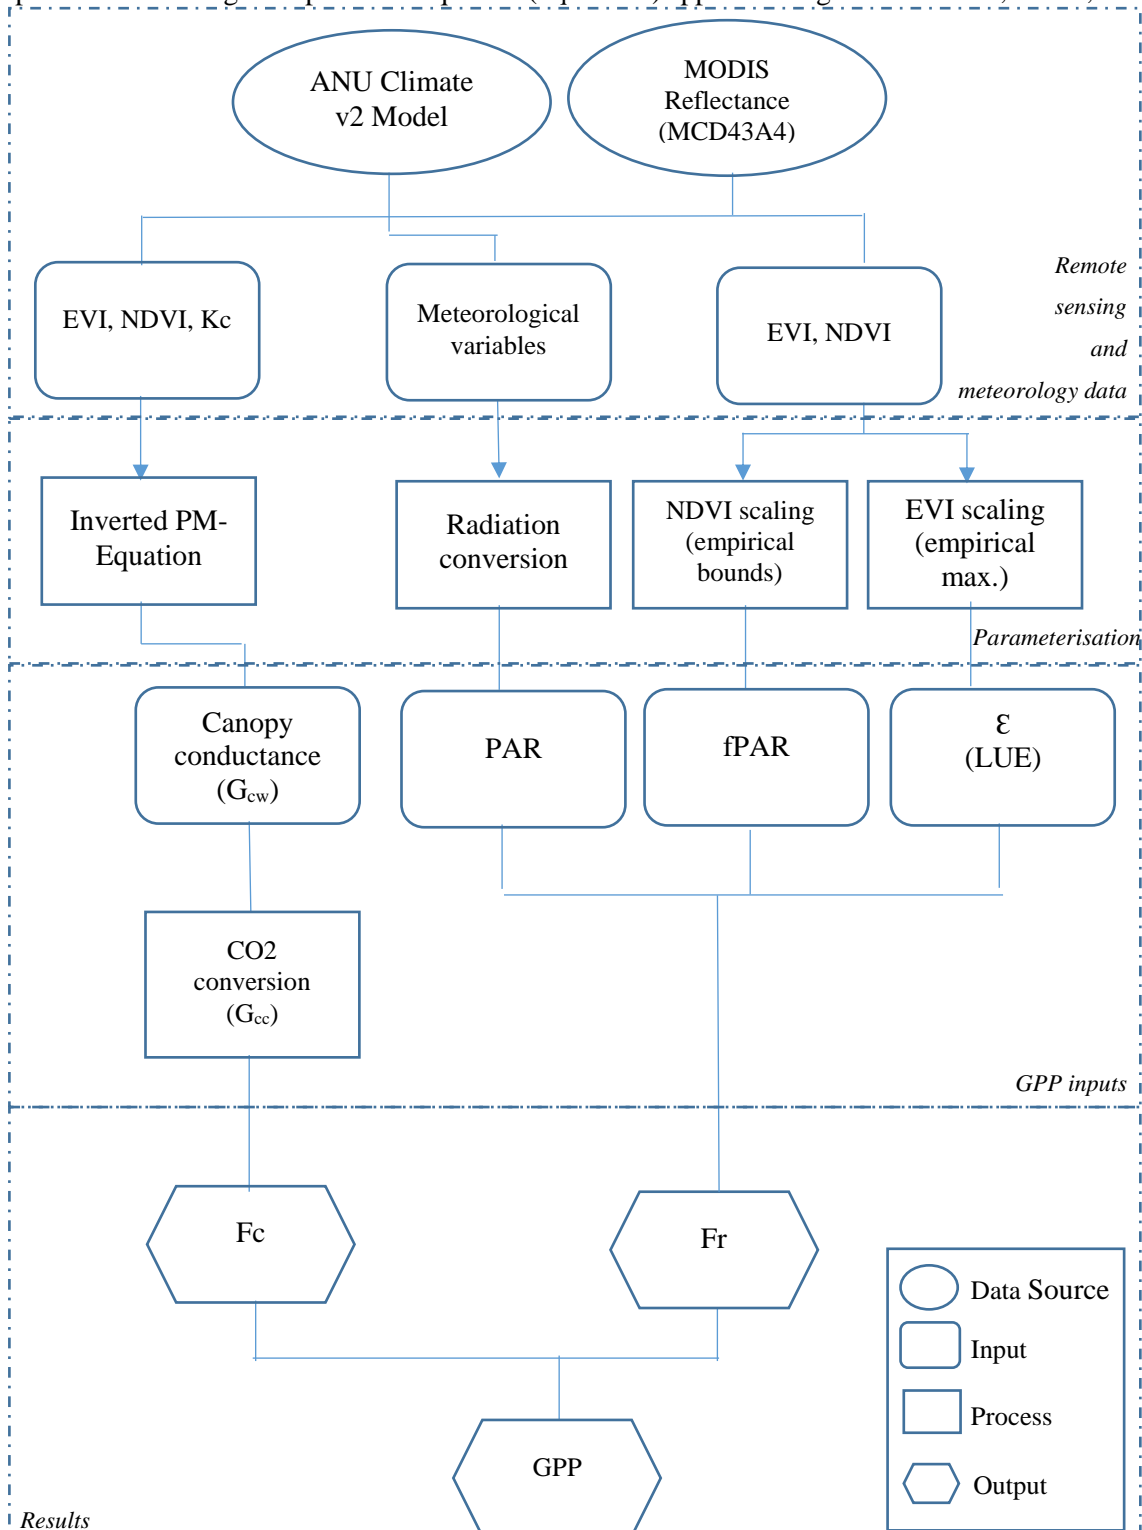 ANU Climate
v2 Model
MODIS
Reflectance
(MCD43A4)
EVI, NDVI, Kc
Meteorological
variables
EVI, NDVI
Remote
sensing
and
meteorology data
Inverted PM-
Equation
Radiation
conversion
NDVI scaling
(empirical
bounds)
EVI scaling
(empirical
max.)
Parameterisation
Canopy
conductance
(Gcw)
PAR
fPAR
Ɛ
(LUE)
CO2
conversion
(Gcc)
GPP inputs
Fc
Fr
GPP
Data Source
Input
Process
Output
Results